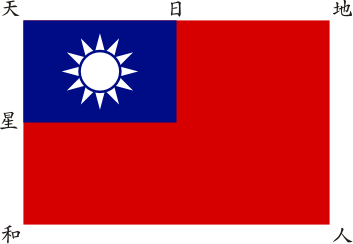 天 日 地
星
和 人